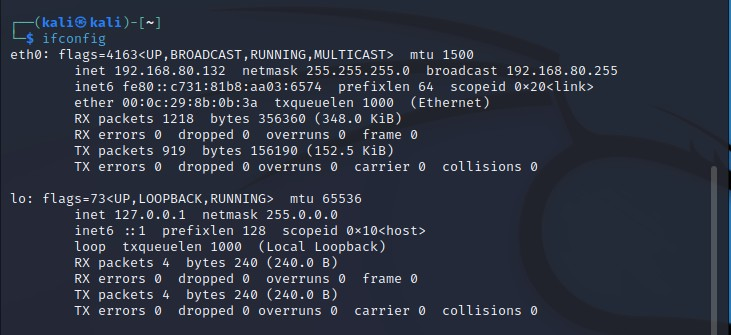 ┌──(kali㉿kali)-[~]
└─$ ifconfig
eth0: flags=4163<UP,BROADCAST,RUNNING,MULTICAST>  mtu 1500
        inet 192.168.80.132  netmask 255.255.255.0  broadcast 192.168.80.255
        inet6 fe80::c731:81b8:aa03:6574  prefixlen 64  scopeid 0×20<link>
        ether 00:0c:29:8b:0b:3a  txqueuelen 1000  (Ethernet)
        RX packets 1218  bytes 356360 (348.0 KiB)
        RX errors 0  dropped 0  overruns 0  frame 0
        TX packets 919  bytes 156190 (152.5 KiB)
        TX errors 0  dropped 0 overruns 0  carrier 0  collisions 0

lo: flags=73<UP,LOOPBACK,RUNNING>  mtu 65536
        inet 127.0.0.1  netmask 255.0.0.0
        inet6 ::1  prefixlen 128  scopeid 0×10<host>
        loop  txqueuelen 1000  (Local Loopback)
        RX packets 4  bytes 240 (240.0 B)
        RX errors 0  dropped 0  overruns 0  frame 0
        TX packets 4  bytes 240 (240.0 B)
        TX errors 0  dropped 0 overruns 0  carrier 0  collisions 0